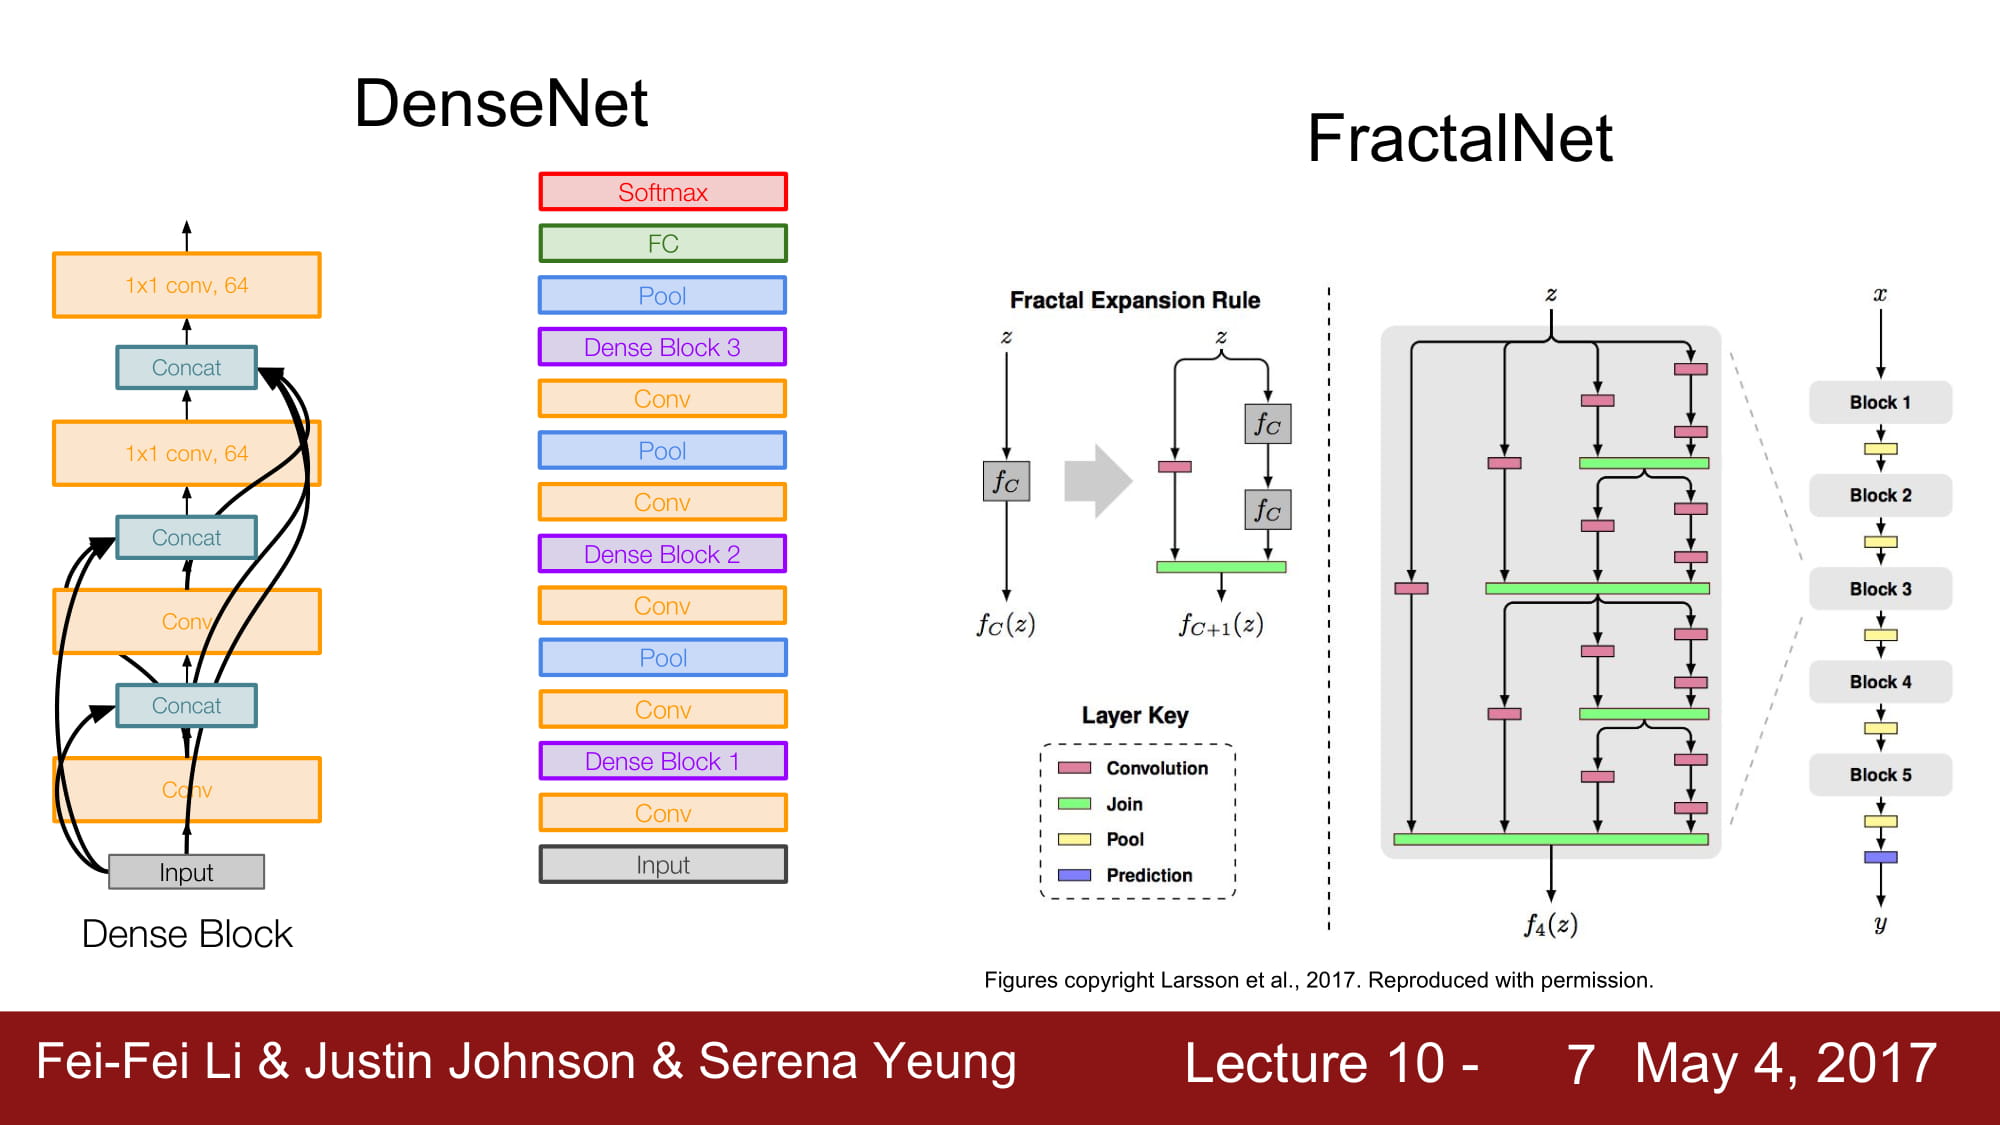 DenseNet
FractalNet
1x1 conv, 64
Concat
1x1 conv, 64
Concat
Conv
Concat
Conv
Input
Dense Block
Softmax
FC
Pool
Dense Block 3
Conv
Pool
Conv
Dense Block 2
Conv
Pool
Conv
Dense Block 1
Conv
Input
Fractal Expansion Rule
z
z
f_C
f_C
f_C
f_C(z)
f_{C+1}(z)
Layer Key
Convolution
Join
Pool
Prediction
z
f_4(z)
x
Block 1
Block 2
Block 3
Block 4
Block 5
y
Figures copyright Larsson et al., 2017. Reproduced with permission.
Fei-Fei Li & Justin Johnson & Serena Yeung
Lecture 10 - 7 May 4, 2017